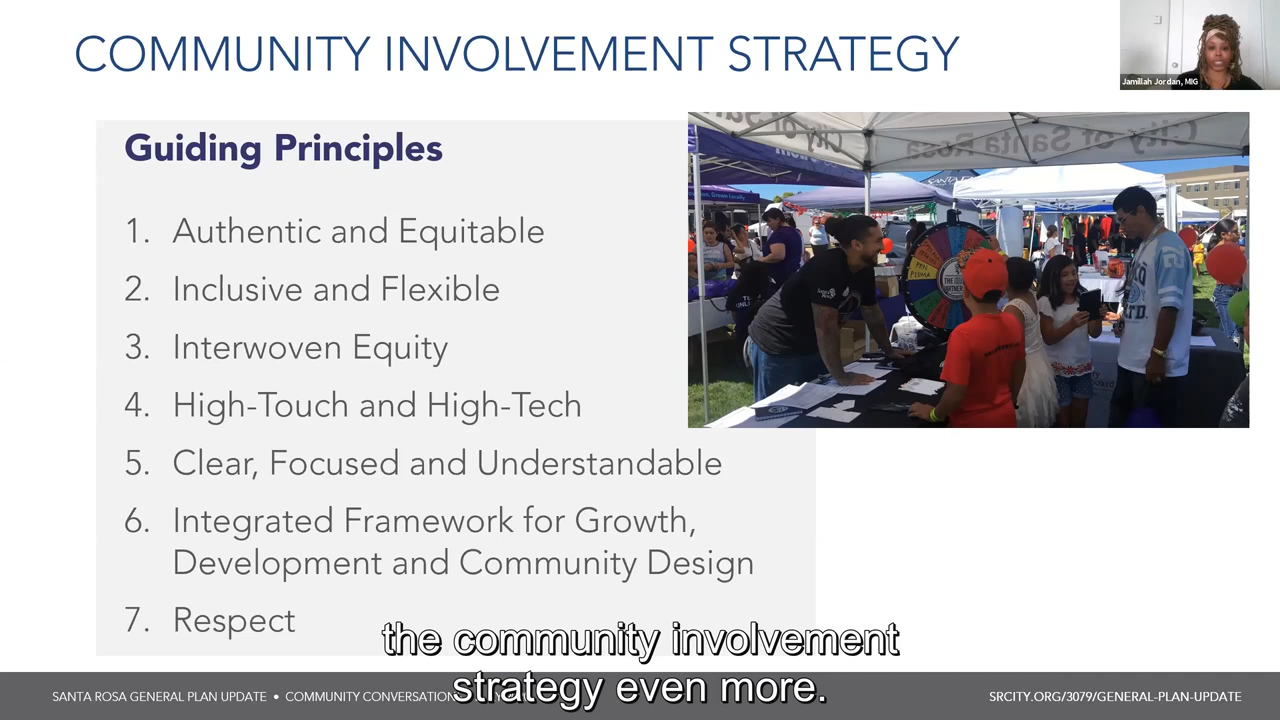 COMMUNITY INVOLVEMENT STRATEGY
Jamillah Jordan, MIG
Guiding Principles
1. Authentic and Equitable
2. Inclusive and Flexible
3. Interwoven Equity
4. High-Touch and High-Tech
5. Clear, Focused and Understandable
6. Integrated Framework for Growth,
Development and Community Design
7. Respect
City of Santa Rosa
the community involvement
strategy even more.
SANTA ROSA GENERAL PLAN UPDATE • COMMUNITY CONVERSATION
SRCITY.ORG/3079/GENERAL-PLAN-UPDATE